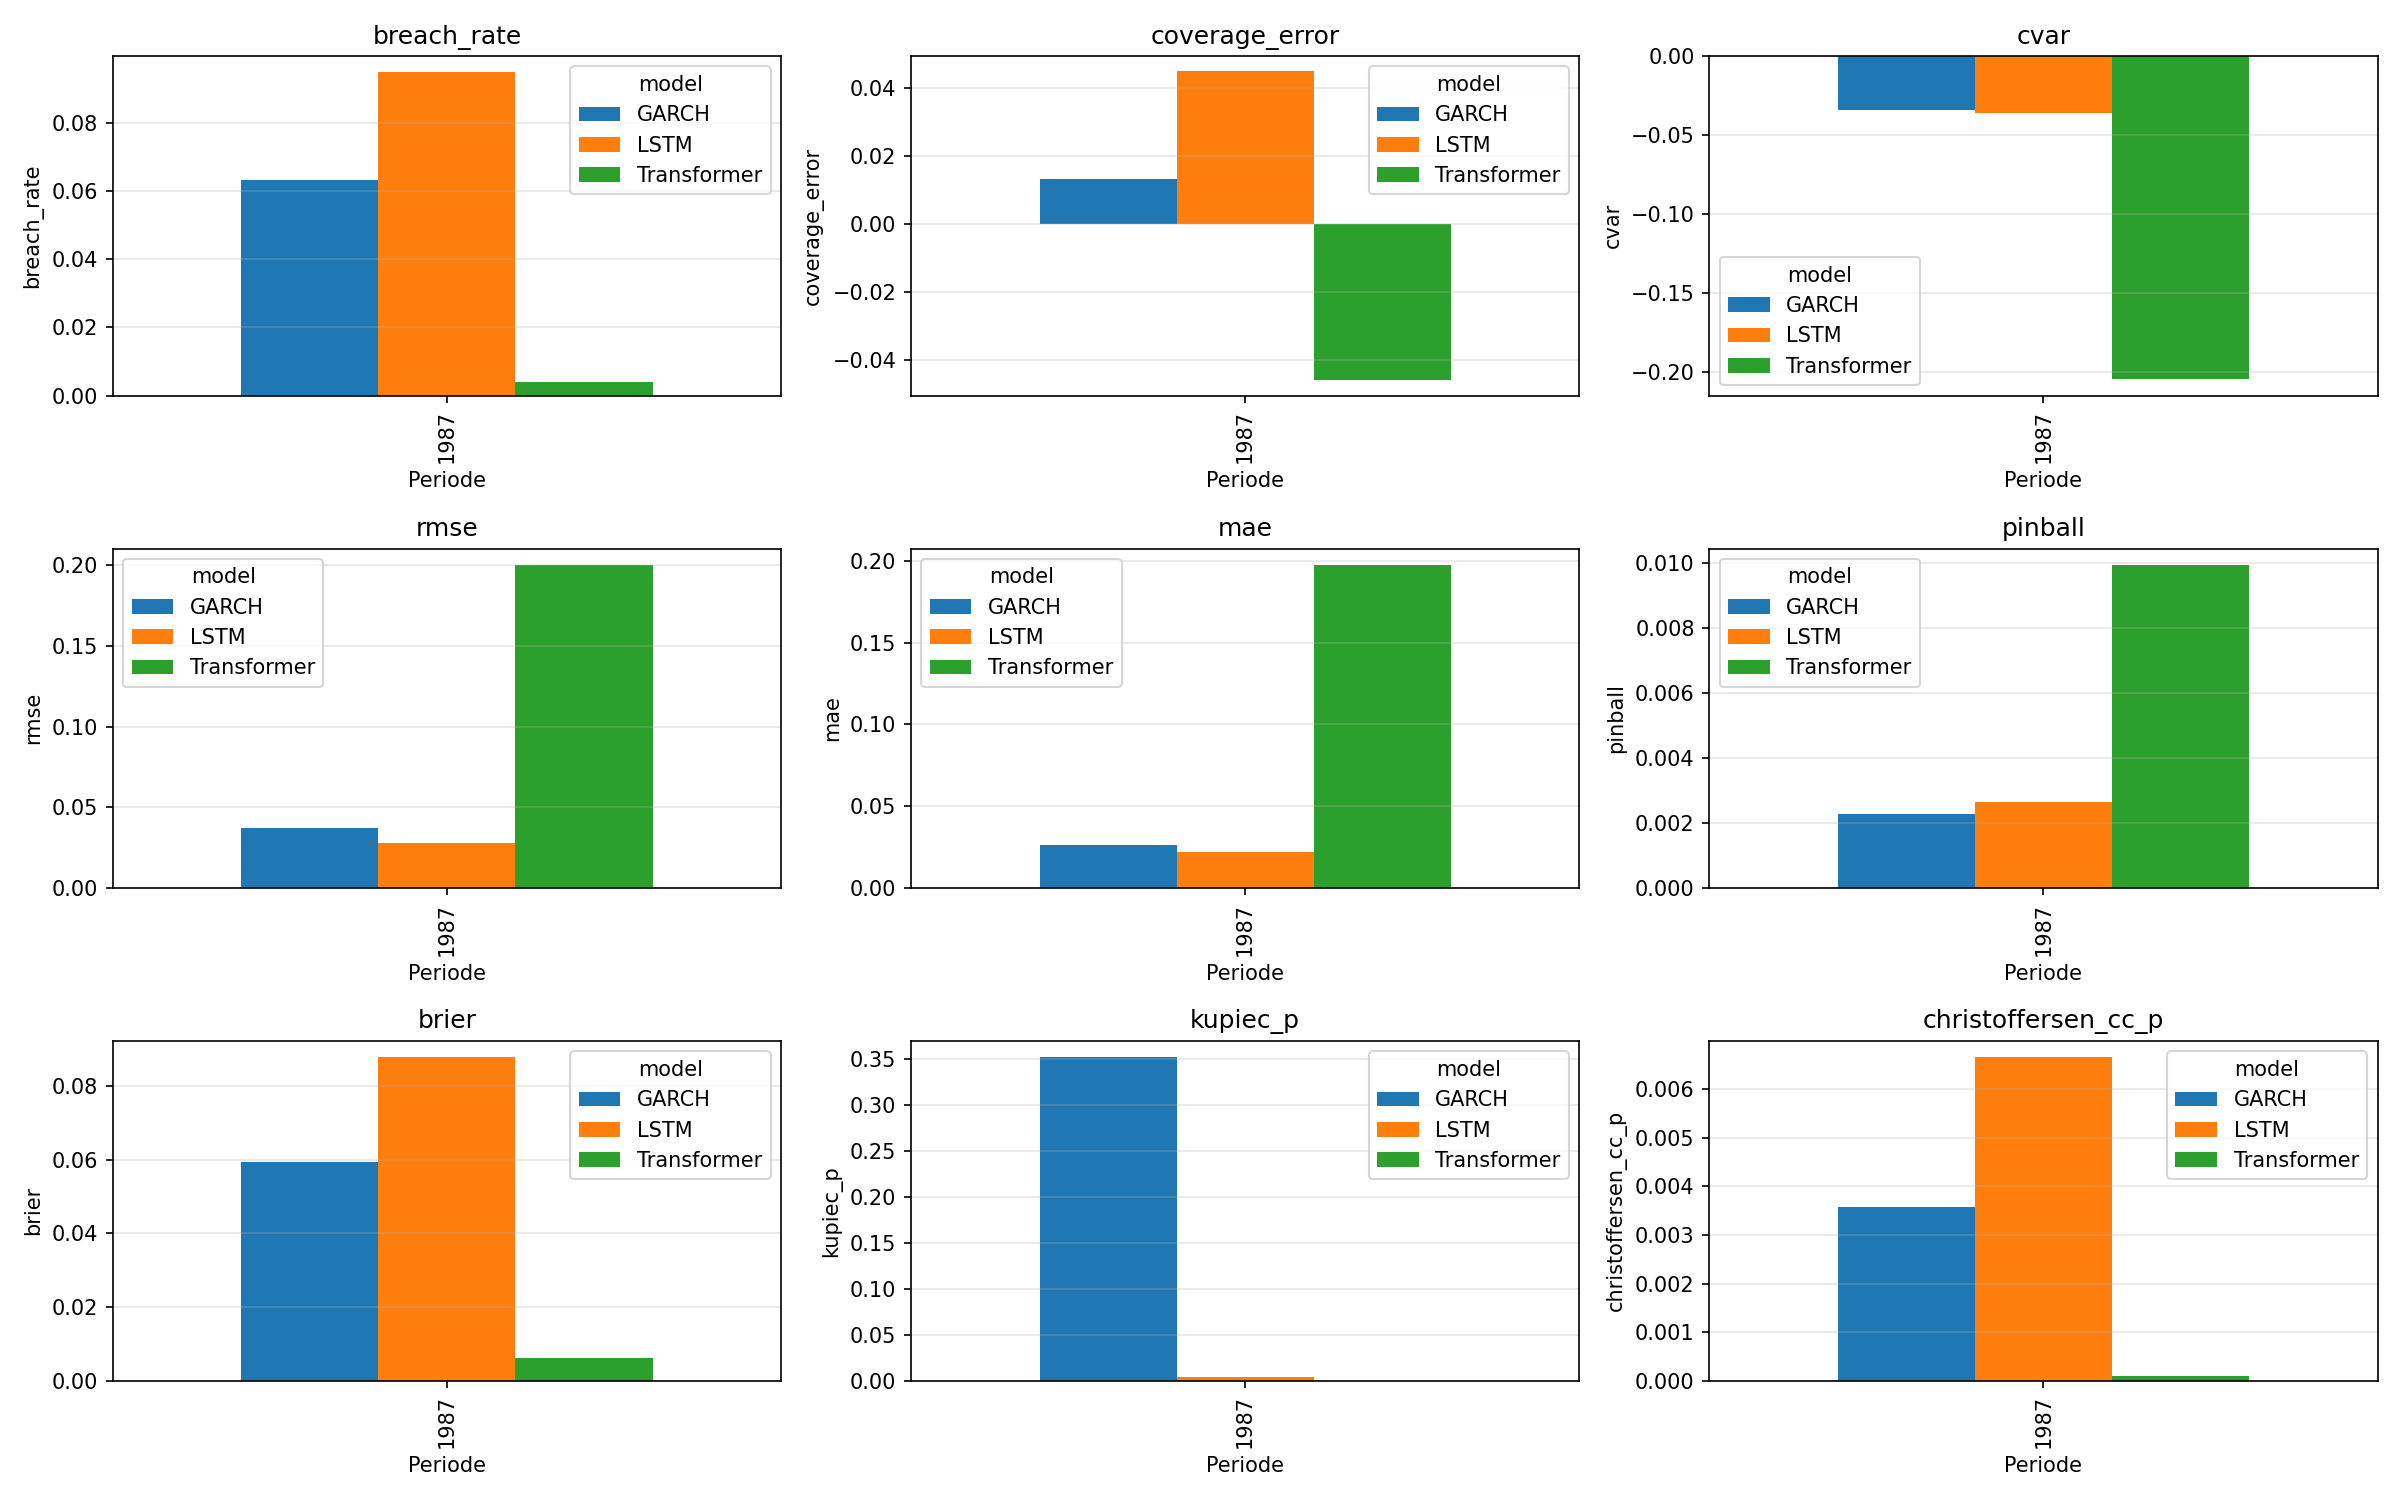 breach_rate
breach_rate
0.08
0.06
0.04
0.02
0.00
model
GARCH
LSTM
Transformer
1987
Periode
coverage_error
coverage_error
0.04
0.02
0.00
−0.02
−0.04
model
GARCH
LSTM
Transformer
1987
Periode
cvar
cvar
0.00
−0.05
−0.10
−0.15
−0.20
model
GARCH
LSTM
Transformer
1987
Periode
rmse
rmse
0.20
0.15
0.10
0.05
0.00
model
GARCH
LSTM
Transformer
1987
Periode
mae
mae
0.20
0.15
0.10
0.05
0.00
model
GARCH
LSTM
Transformer
1987
Periode
pinball
pinball
0.010
0.008
0.006
0.004
0.002
0.000
model
GARCH
LSTM
Transformer
1987
Periode
brier
brier
0.08
0.06
0.04
0.02
0.00
model
GARCH
LSTM
Transformer
1987
Periode
kupiec_p
kupiec_p
0.35
0.30
0.25
0.20
0.15
0.10
0.05
0.00
model
GARCH
LSTM
Transformer
1987
Periode
christoffersen_cc_p
christoffersen_cc_p
0.006
0.005
0.004
0.003
0.002
0.001
0.000
model
GARCH
LSTM
Transformer
1987
Periode